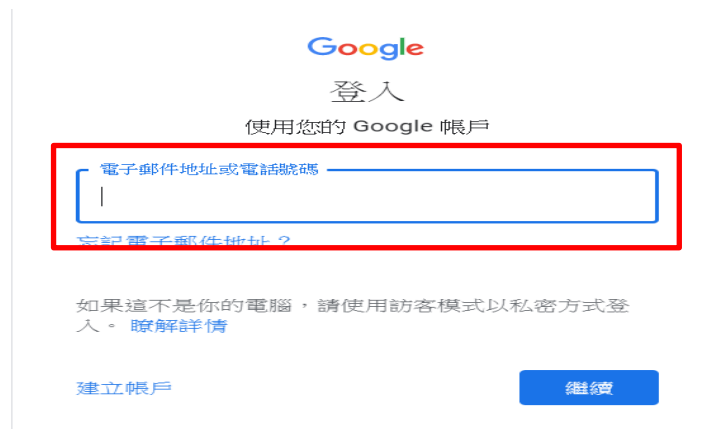 Google
登入
使用您的 Google 帳戶
電子郵件地址或電話號碼
忘記電子郵件地址？
如果這不是你的電腦，請使用訪客模式以私密方式登
入。 瞭解詳情
建立帳戶 繼續